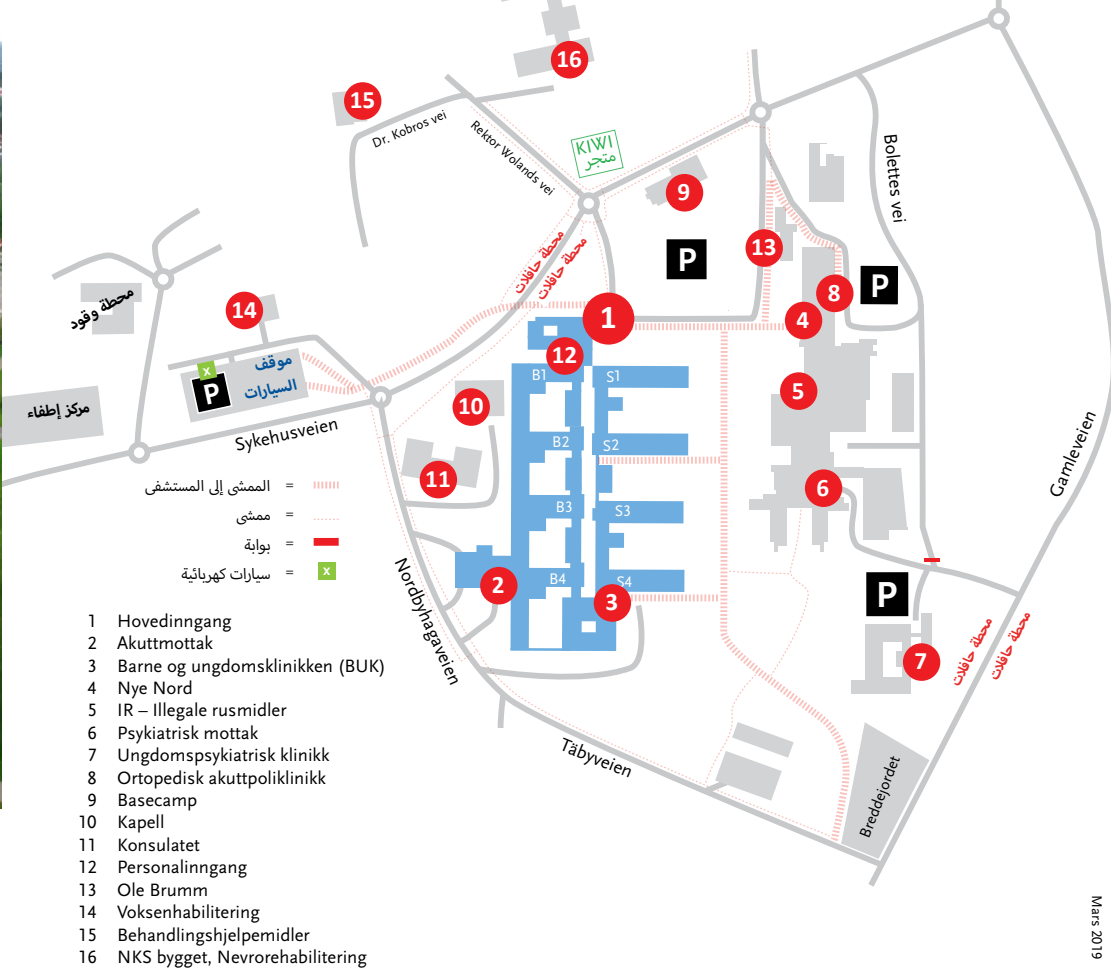 16
15
Dr. Kobros vei
Rektor Wolands vei
KIWI
متجر
Bolettes vei
9
13
محطة حافلات
محطة حافلات
P
8
P
محطة وقود
14
1
4
12
موقف
السيارات
x
P
B1
S1
5
مركز إطفاء
10
Sykehusveien
B2
S2
Gamleveien
11
6
B3
S3
الممشى إلى المستشفى =
ممشى =
بوابة =
سيارات كهربائية = x
Nordbyhagaveien
2
B4
S4
3
P
7
محطة حافلات
محطة حافلات
1 Hovedinngang
2 Akuttmottak
3 Barne og ungdomsklinikken (BUK)
4 Nye Nord
5 IR – Illegale rusmidler
6 Psykiatrisk mottak
7 Ungdomspsykiatrisk klinikk
8 Ortopedisk akuttpoliklinikk
9 Basecamp
10 Kapell
11 Konsulatet
12 Personalinngang
13 Ole Brumm
14 Voksenhabilitering
15 Behandlingshjelpemidler
16 NKS bygget, Nevrorehabilitering
Täbyveien
Breddejordet
Mars 2019